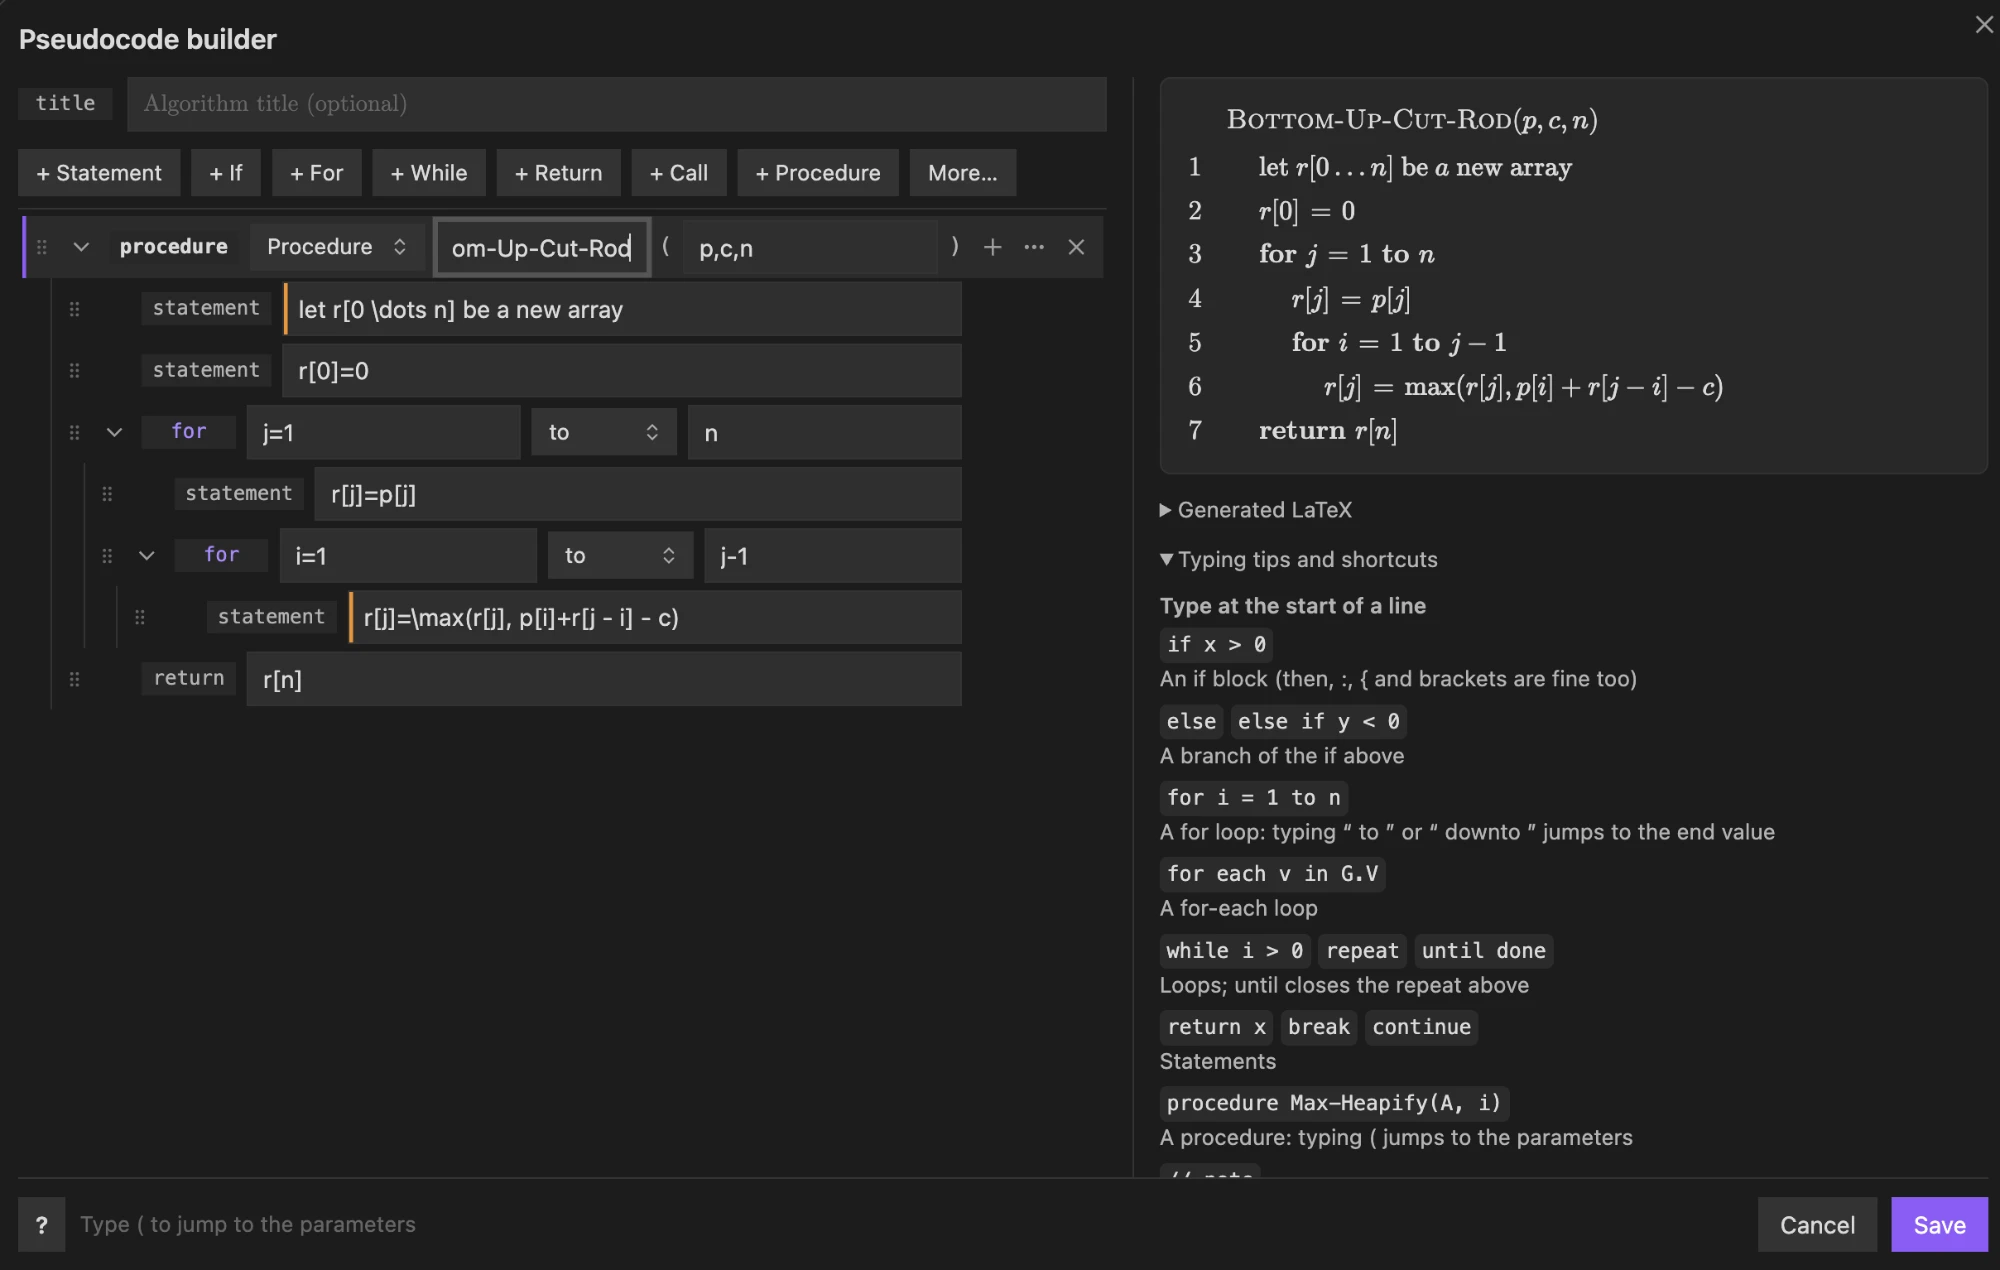 Pseudocode builder
title Algorithm title (optional)
+ Statement + If + For + While + Return + Call + Procedure More...
procedure Procedure om-Up-Cut-Rod ( p,c,n )
statement let r[0 \dots n] be a new array
statement r[0]=0
for j=1 to n
statement r[j]=p[j]
for i=1 to j-1
statement r[j]=\max(r[j], p[i]+r[j - i] - c)
return r[n]
BOTTOM-UP-CUT-ROD(p, c, n)
1 let r[0 . . . n] be a new array
2 r[0] = 0
3 for j = 1 to n
4 r[j] = p[j]
5 for i = 1 to j − 1
6 r[j] = max(r[j], p[i] + r[j − i] − c)
7 return r[n]
Generated LaTeX
Typing tips and shortcuts
Type at the start of a line
if x > 0
An if block (then, :, { and brackets are fine too)
else else if y < 0
A branch of the if above
for i = 1 to n
A for loop: typing “ to ” or “ downto ” jumps to the end value
for each v in G.V
A for-each loop
while i > 0 repeat until done
Loops; until closes the repeat above
return x break continue
Statements
procedure Max-Heapify(A, i)
A procedure: typing ( jumps to the parameters
? Type ( to jump to the parameters
Cancel Save